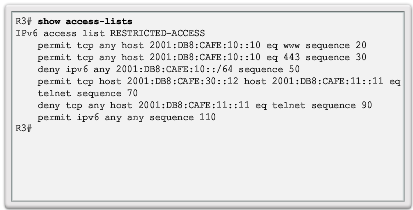 R3# show access-lists
IPv6 access list RESTRICTED-ACCESS
permit tcp any host 2001:DB8:CAFE:10::10 eq www sequence 20
permit tcp any host 2001:DB8:CAFE:10::10 eq 443 sequence 30
deny ipv6 any 2001:DB8:CAFE:10::/64 sequence 50
permit tcp host 2001:DB8:CAFE:30::12 host 2001:DB8:CAFE:11::11 eq
telnet sequence 70
deny tcp any host 2001:DB8:CAFE:11::11 eq telnet sequence 90
permit ipv6 any any sequence 110
R3#